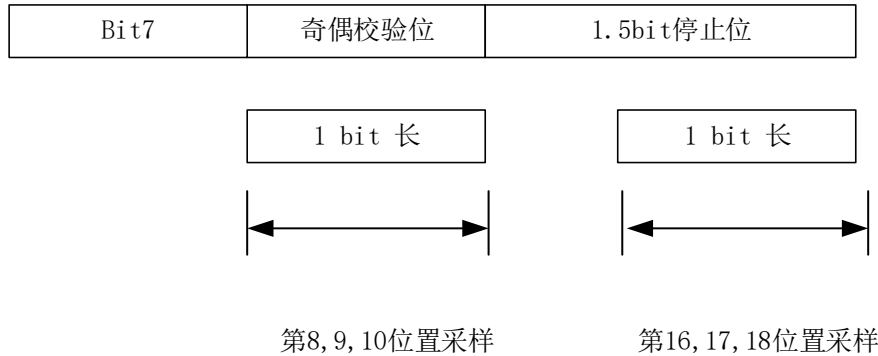 Bit7 奇偶校验位 1.5bit停止位
1 bit 长 1 bit 长
第8,9,10位置采样 第16,17,18位置采样